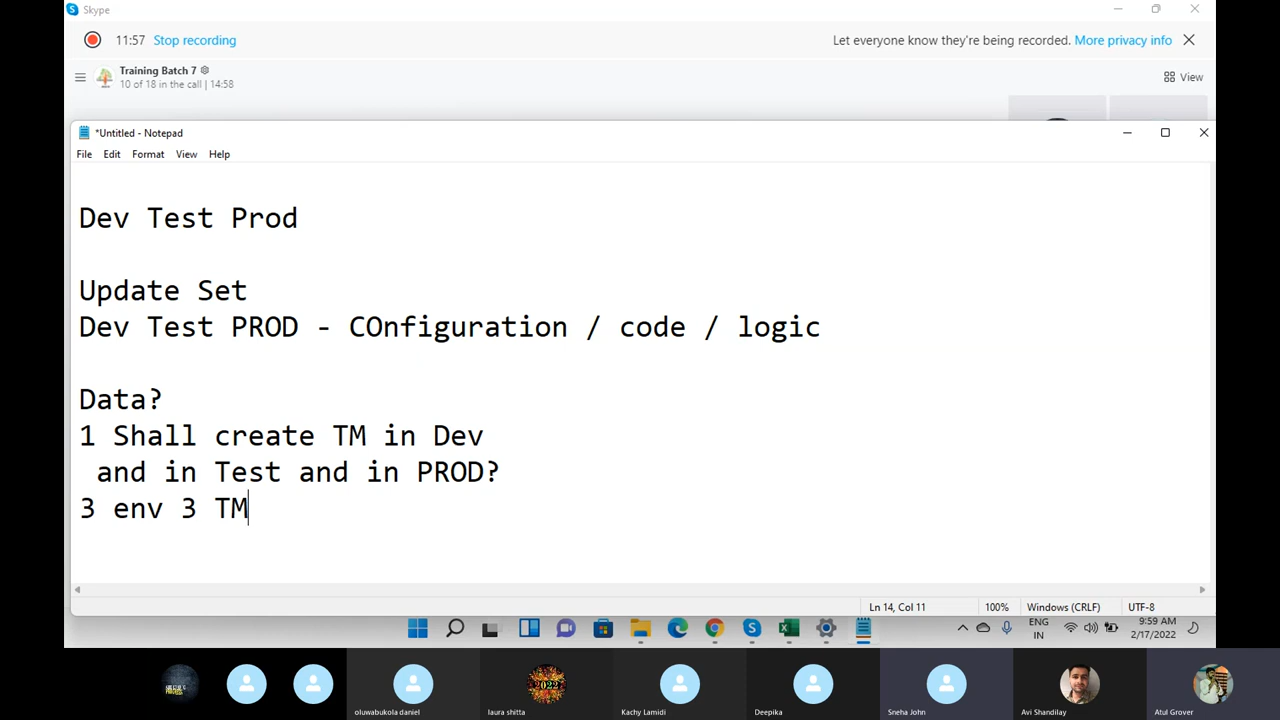 Skype
11:57 Stop recording
Let everyone know they're being recorded. More privacy info
Training Batch 7
10 of 18 in the call | 14:58
View
*Untitled - Notepad
File Edit Format View Help
Dev Test Prod
Update Set
Dev Test PROD - COnfiguration / code / logic
Data?
1 Shall create TM in Dev
and in Test and in PROD?
3 env 3 TM
Ln 14, Col 11 100% Windows (CRLF) UTF-8
ENG
IN
9:59 AM
2/17/2022
2022
oluwabukola daniel
laura shitta
Kachy Lamidi
Deepika
Sneha John
Avi Shandilay
Atul Grover